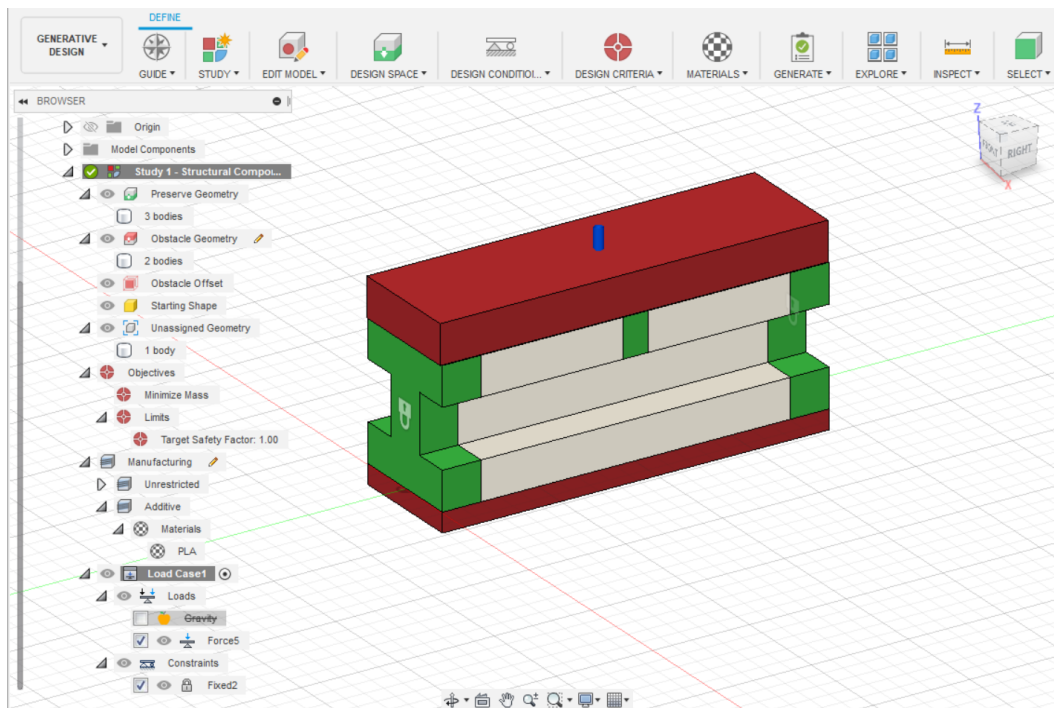 DEFINE
GENERATIVE
DESIGN
GUIDE
STUDY
EDIT MODEL
DESIGN SPACE
DESIGN CONDITIOI...
DESIGN CRITERIA
MATERIALS
GENERATE
EXPLORE
INSPECT
SELECT
BROWSER
Origin
Model Components
Study 1 - Structural Compoı...
Preserve Geometry
3 bodies
Obstacle Geometry
2 bodies
Obstacle Offset
Starting Shape
Unassigned Geometry
1 body
Objectives
Minimize Mass
Limits
Target Safety Factor: 1.00
Manufacturing
Unrestricted
Additive
Materials
PLA
Load Case1
Loads
Gravity
Force5
Constraints
Fixed2
Z
RIGHT
X